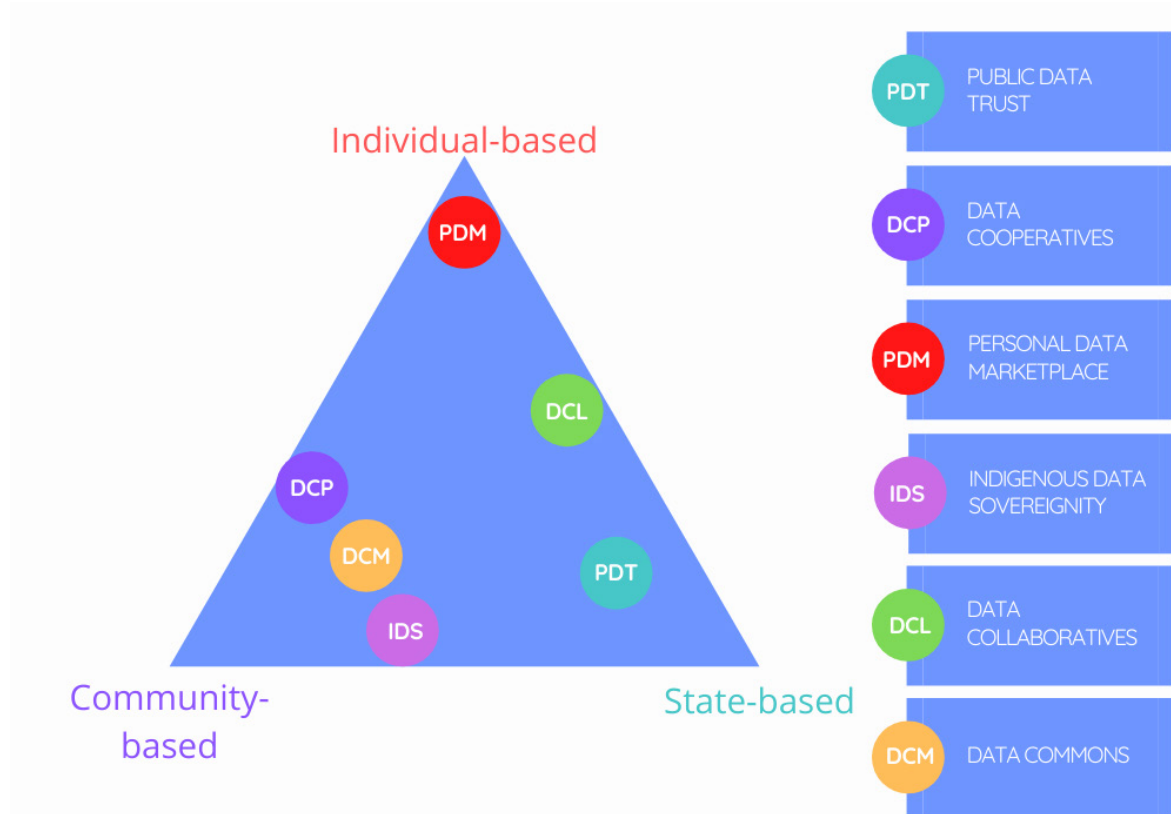 Individual-based
PDM
DCL
DCP
DCM
PDT
IDS
Community-
based
State-based
PDT
PUBLIC DATA
TRUST
DCP
DATA
COOPERATIVES
PDM
PERSONAL DATA
MARKETPLACE
IDS
INDIGENOUS DATA
SOVEREIGNITY
DCL
DATA
COLLABORATIVES
DCM
DATA COMMONS